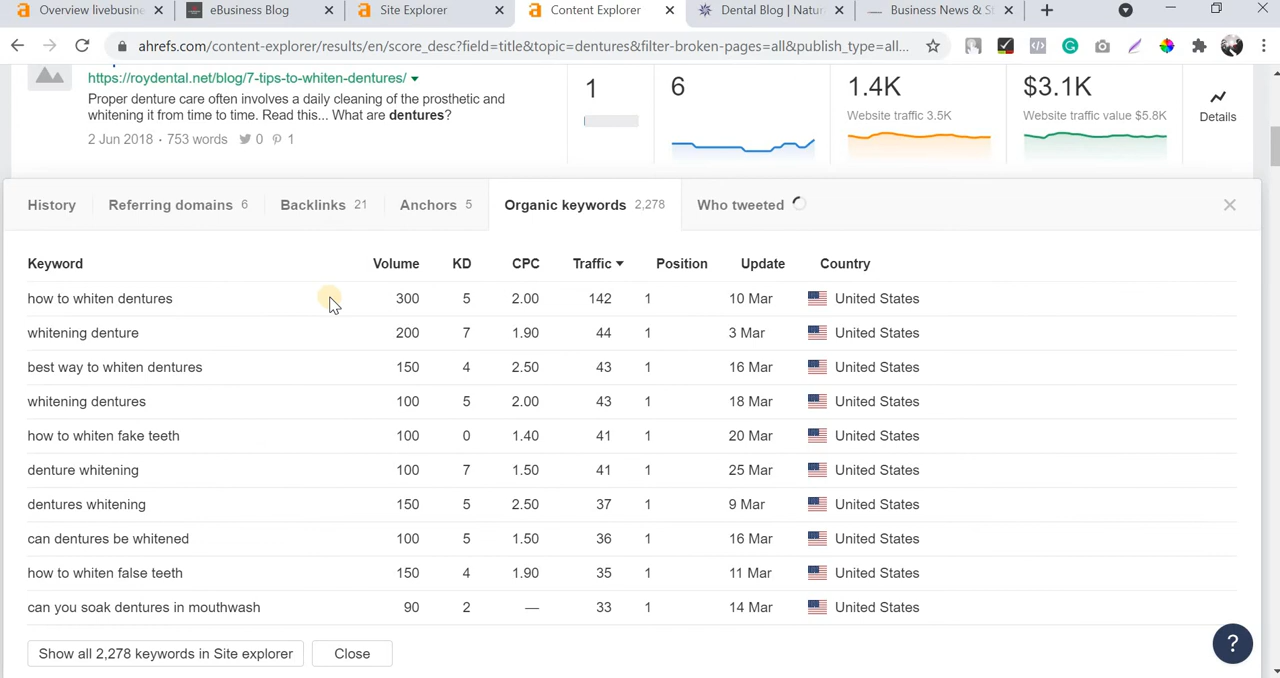 Overview livebusine
eBusiness Blog
Site Explorer
Content Explorer
Dental Blog | Natur
Business News & St
ahrefs.com/content-explorer/results/en/score_desc?field=title&topic=dentures&filter-broken-pages=all&publish_type=all...
https://roydental.net/blog/7-tips-to-whiten-dentures/
Proper denture care often involves a daily cleaning of the prosthetic and
whitening it from time to time. Read this... What are dentures?
2 Jun 2018 · 753 words 0 1
1
6
1.4K
Website traffic 3.5K
$3.1K
Website traffic value $5.8K
Details
History Referring domains 6 Backlinks 21 Anchors 5 Organic keywords 2,278 Who tweeted
Keyword Volume KD CPC Traffic Position Update Country
how to whiten dentures 300 5 2.00 142 1 10 Mar United States
whitening denture 200 7 1.90 44 1 3 Mar United States
best way to whiten dentures 150 4 2.50 43 1 16 Mar United States
whitening dentures 100 5 2.00 43 1 18 Mar United States
how to whiten fake teeth 100 0 1.40 41 1 20 Mar United States
denture whitening 100 7 1.50 41 1 25 Mar United States
dentures whitening 150 5 2.50 37 1 9 Mar United States
can dentures be whitened 100 5 1.50 36 1 16 Mar United States
how to whiten false teeth 150 4 1.90 35 1 11 Mar United States
can you soak dentures in mouthwash 90 2 — 33 1 14 Mar United States
Show all 2,278 keywords in Site explorer
Close
?